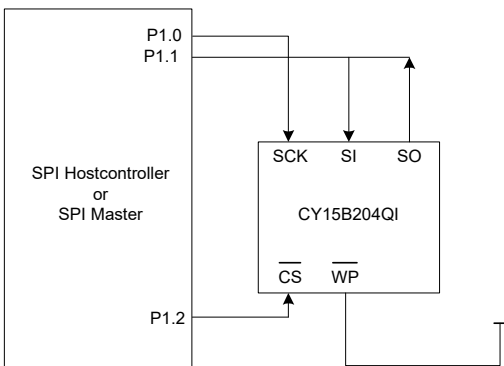 P1.0
P1.1
SCK SI SO
SPI Hostcontroller
or
SPI Master
CY15B204QI
CS WP
P1.2